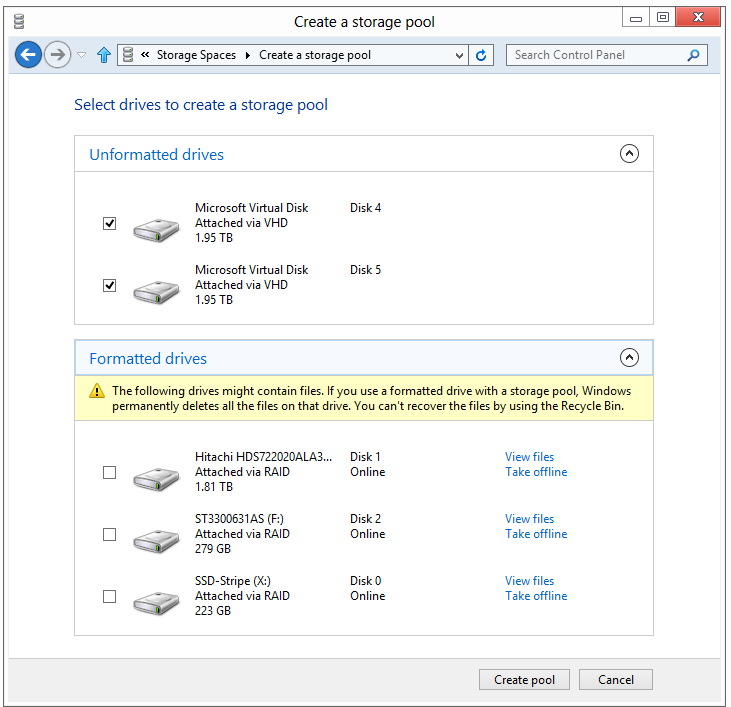 Create a storage pool
« Storage Spaces Create a storage pool
Search Control Panel
Select drives to create a storage pool
Unformatted drives
Microsoft Virtual Disk Disk 4
Attached via VHD
1.95 TB
Microsoft Virtual Disk Disk 5
Attached via VHD
1.95 TB
Formatted drives
The following drives might contain files. If you use a formatted drive with a storage pool, Windows
permanently deletes all the files on that drive. You can't recover the files by using the Recycle Bin.
Hitachi HDS722020ALA3... Disk 1 View files
Attached via RAID Online Take offline
1.81 TB
ST3300631AS (F:) Disk 2 View files
Attached via RAID Online Take offline
279 GB
SSD-Stripe (X:) Disk 0 View files
Attached via RAID Online Take offline
223 GB
Create pool Cancel